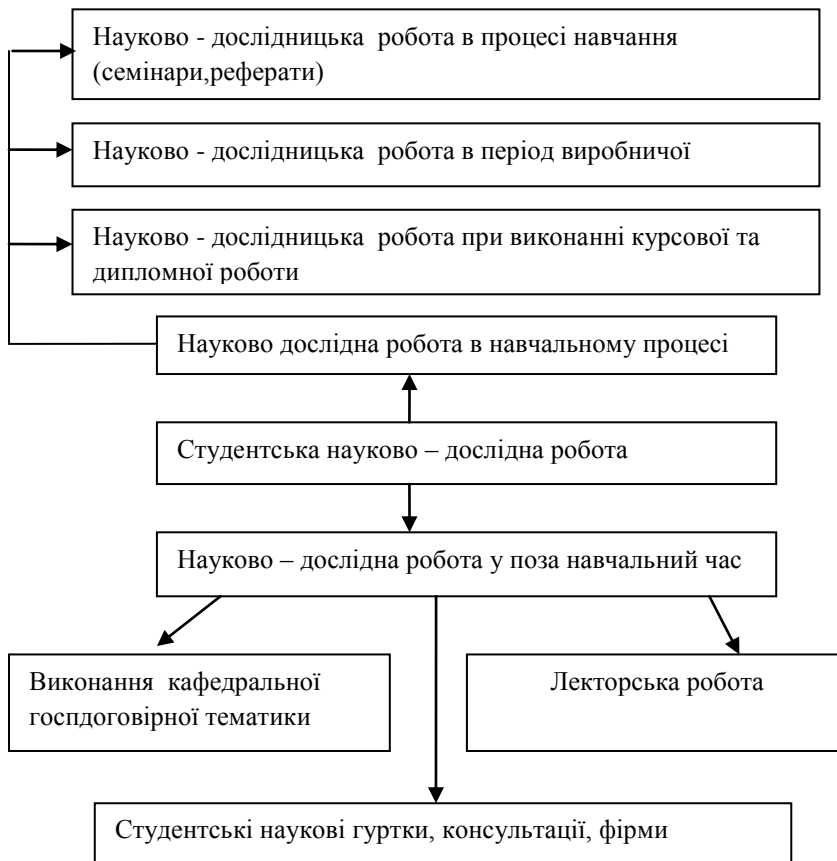 Науково - дослідницька  робота в процесі навчання
(семінари,реферати)
Науково - дослідницька  робота в період виробничої
Науково - дослідницька  робота при виконанні курсової та
дипломної роботи
Науково дослідна робота в навчальному процесі
Студентська науково – дослідна робота
Науково – дослідна робота у поза навчальний час
Виконання  кафедральної
госпдоговірної тематики
Лекторська робота
Студентські наукові гуртки, консультації, фірми